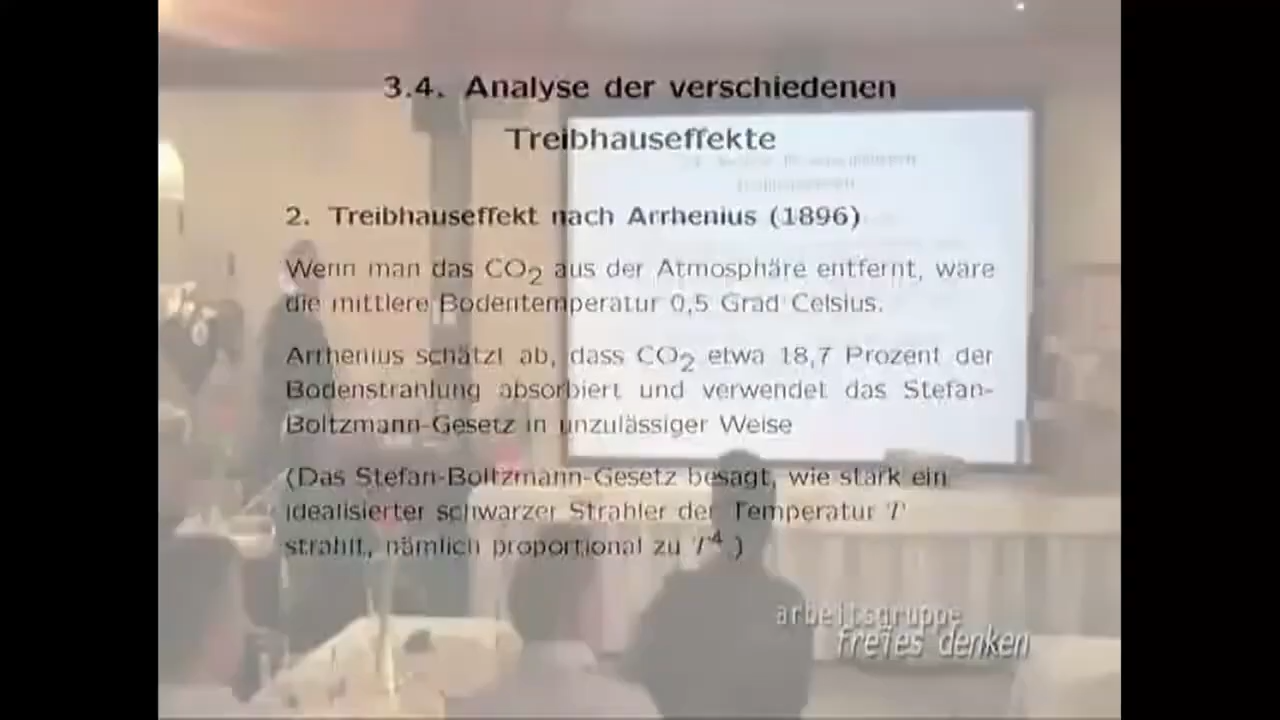 3.4. Analyse der verschiedenen
Treibhauseffekte
2. Treibhauseffekt nach Arrhenius (1896)
Wenn man das CO₂ aus der Atmosphäre entfernt, wäre
die mittlere Bodentemperatur 0,5 Grad Celsius.
Arrhenius schätzt ab, dass CO₂ etwa 18,7 Prozent der
Bodenstrahlung absorbiert und verwendet das Stefan-
Boltzmann-Gesetz in unzulässiger Weise
(Das Stefan-Boltzmann-Gesetz besagt, wie stark ein
idealisierter schwarzer Strahler der Temperatur T
strahlt, nämlich proportional zu T⁴.)
arbeitsgruppe
freies denken